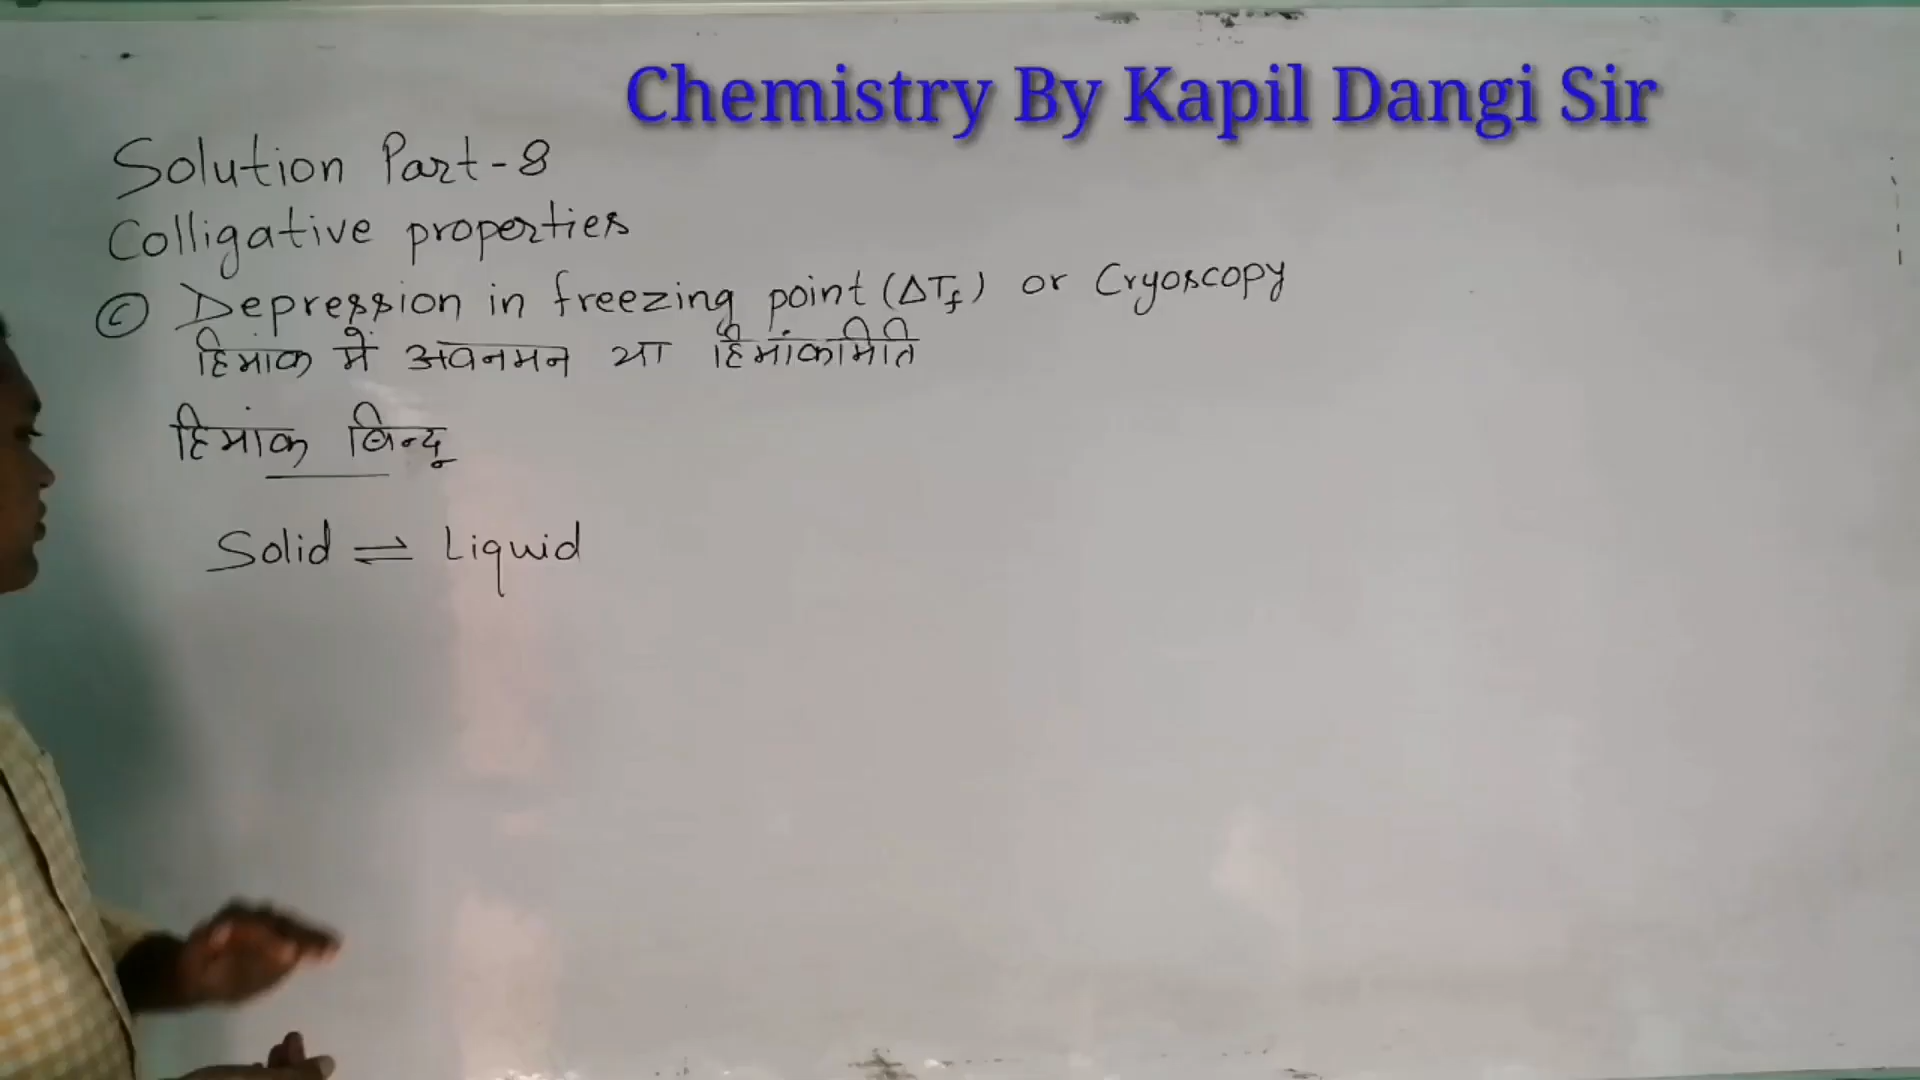 Chemistry By Kapil Dangi Sir
Solution Part-8
Colligative properties
(C) Depression in freezing point (ΔTf) or Cryoscopy
हिमांक में अवनमन या हिमांकमिति
हिमांक बिन्दू
Solid ⇌ Liquid